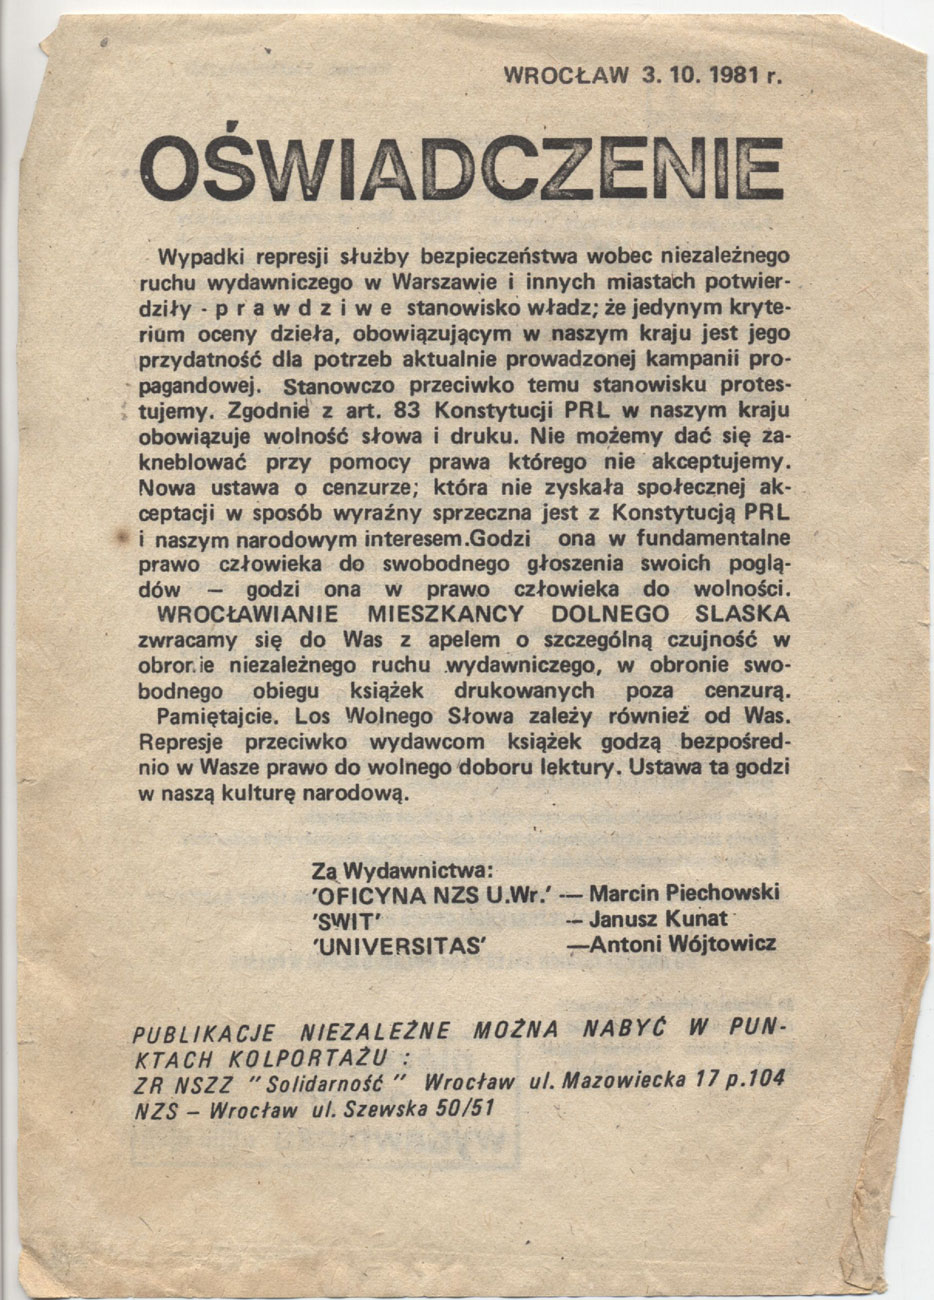 WROCŁAW 3. 10. 1981 r.
OŚWIADCZENIE
Wypadki represji służby bezpieczeństwa wobec niezależnego
ruchu wydawniczego w Warszawie i innych miastach potwier-
dziły - p r a w d z i w e stanowisko władz; że jedynym kryte-
rium oceny dzieła, obowiązującym w naszym kraju jest jego
przydatność dla potrzeb aktualnie prowadzonej kampanii pro-
pagandowej. Stanowczo przeciwko temu stanowisku protes-
tujemy. Zgodnie z art. 83 Konstytucji PRL w naszym kraju
obowiązuje wolność słowa i druku. Nie możemy dać się za-
kneblować przy pomocy prawa którego nie akceptujemy.
Nowa ustawa o cenzurze; która nie zyskała społecznej ak-
ceptacji w sposób wyraźny sprzeczna jest z Konstytucją PRL
i naszym narodowym interesem.Godzi ona w fundamentalne
prawo człowieka do swobodnego głoszenia swoich poglą-
dów — godzi ona w prawo człowieka do wolności.
WROCŁAWIANIE MIESZKANCY DOLNEGO SLASKA
zwracamy się do Was z apelem o szczególną czujność w
obronie niezależnego ruchu wydawniczego, w obronie swo-
bodnego obiegu książek drukowanych poza cenzurą.
Pamiętajcie. Los Wolnego Słowa zależy również od Was.
Represje przeciwko wydawcom książek godzą bezpośred-
nio w Wasze prawo do wolnego doboru lektury. Ustawa ta godzi
w naszą kulturę narodową.
Za Wydawnictwa:
'OFICYNA NZS U.Wr.' — Marcin Piechowski
'SWIT' — Janusz Kunat
'UNIVERSITAS' —Antoni Wójtowicz
PUBLIKACJE NIEZALEŻNE MOŻNA NABYĆ W PUN-
KTACH KOLPORTAŻU :
ZR NSZZ "Solidarność" Wrocław ul. Mazowiecka 17 p.104
NZS – Wrocław ul. Szewska 50/51